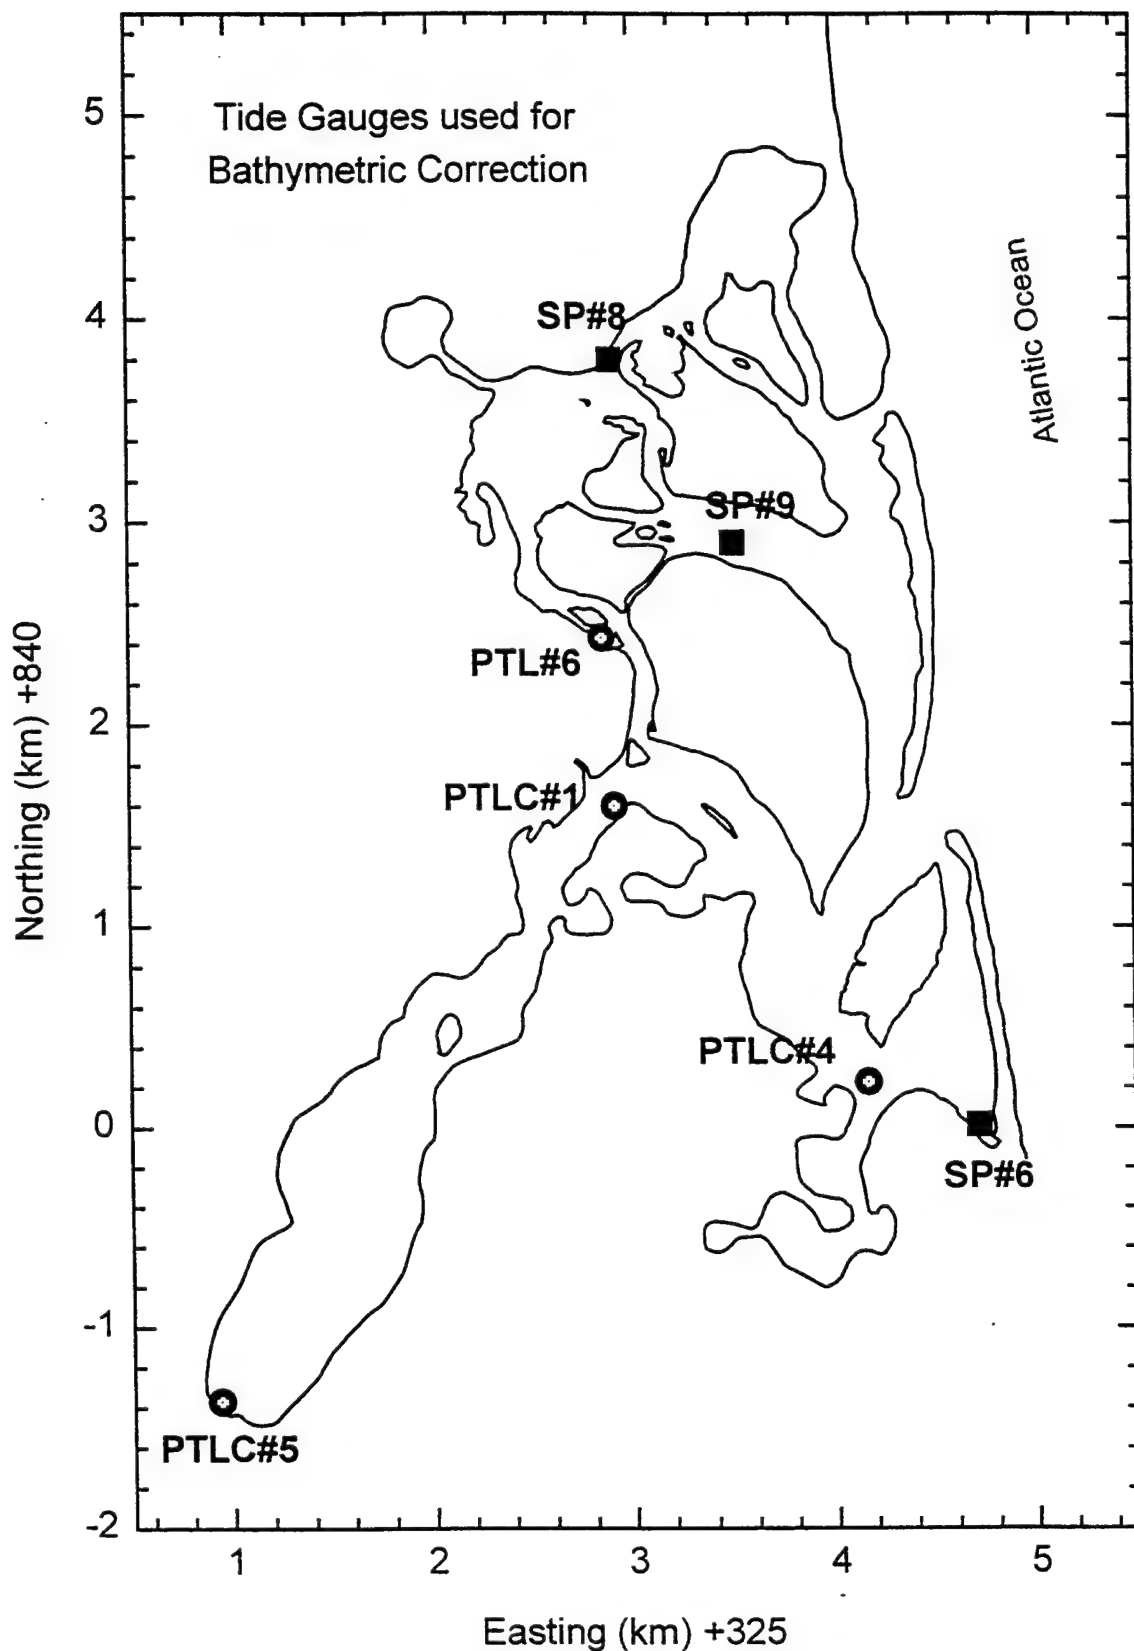 Tide Gauges used for
Bathymetric Correction
5
4
3
2
1
0
-1
-2
Northing (km) +840
SP#8
Atlantic Ocean
SP#9
PTL#6
PTLC#1
PTLC#4
SP#6
PTLC#5
1 2 3 4 5
Easting (km) +325